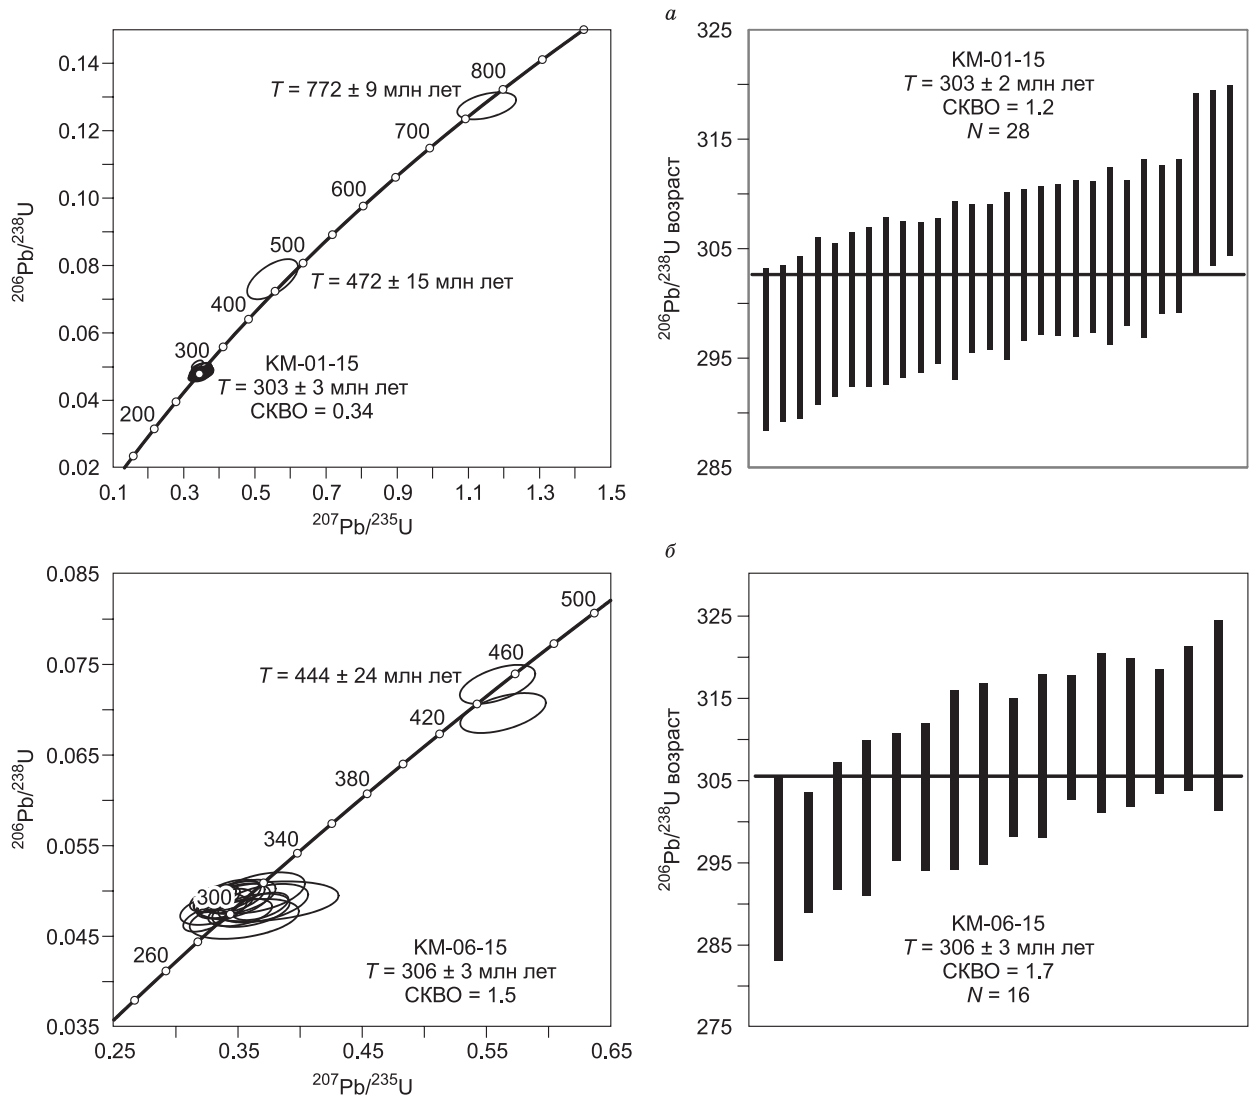 а
0.14
0.12
0.10
0.08
0.06
0.04
0.02
²⁰⁶Pb/²³⁸U
800
T = 772 ± 9 млн лет
700
600
500
T = 472 ± 15 млн лет
400
300
KM-01-15
T = 303 ± 3 млн лет
СКВО = 0.34
200
0.1 0.3 0.5 0.7 0.9 1.1 1.3 1.5
²⁰⁷Pb/²³⁵U
325
315
305
295
285
²⁰⁶Pb/²³⁸U возраст
KM-01-15
T = 303 ± 2 млн лет
СКВО = 1.2
N = 28
б
0.085
0.075
0.065
0.055
0.045
0.035
²⁰⁶Pb/²³⁸U
500
460
T = 444 ± 24 млн лет
420
380
340
300
260
KM-06-15
T = 306 ± 3 млн лет
СКВО = 1.5
0.25 0.35 0.45 0.55 0.65
²⁰⁷Pb/²³⁵U
325
315
305
295
285
275
²⁰⁶Pb/²³⁸U возраст
KM-06-15
T = 306 ± 3 млн лет
СКВО = 1.7
N = 16